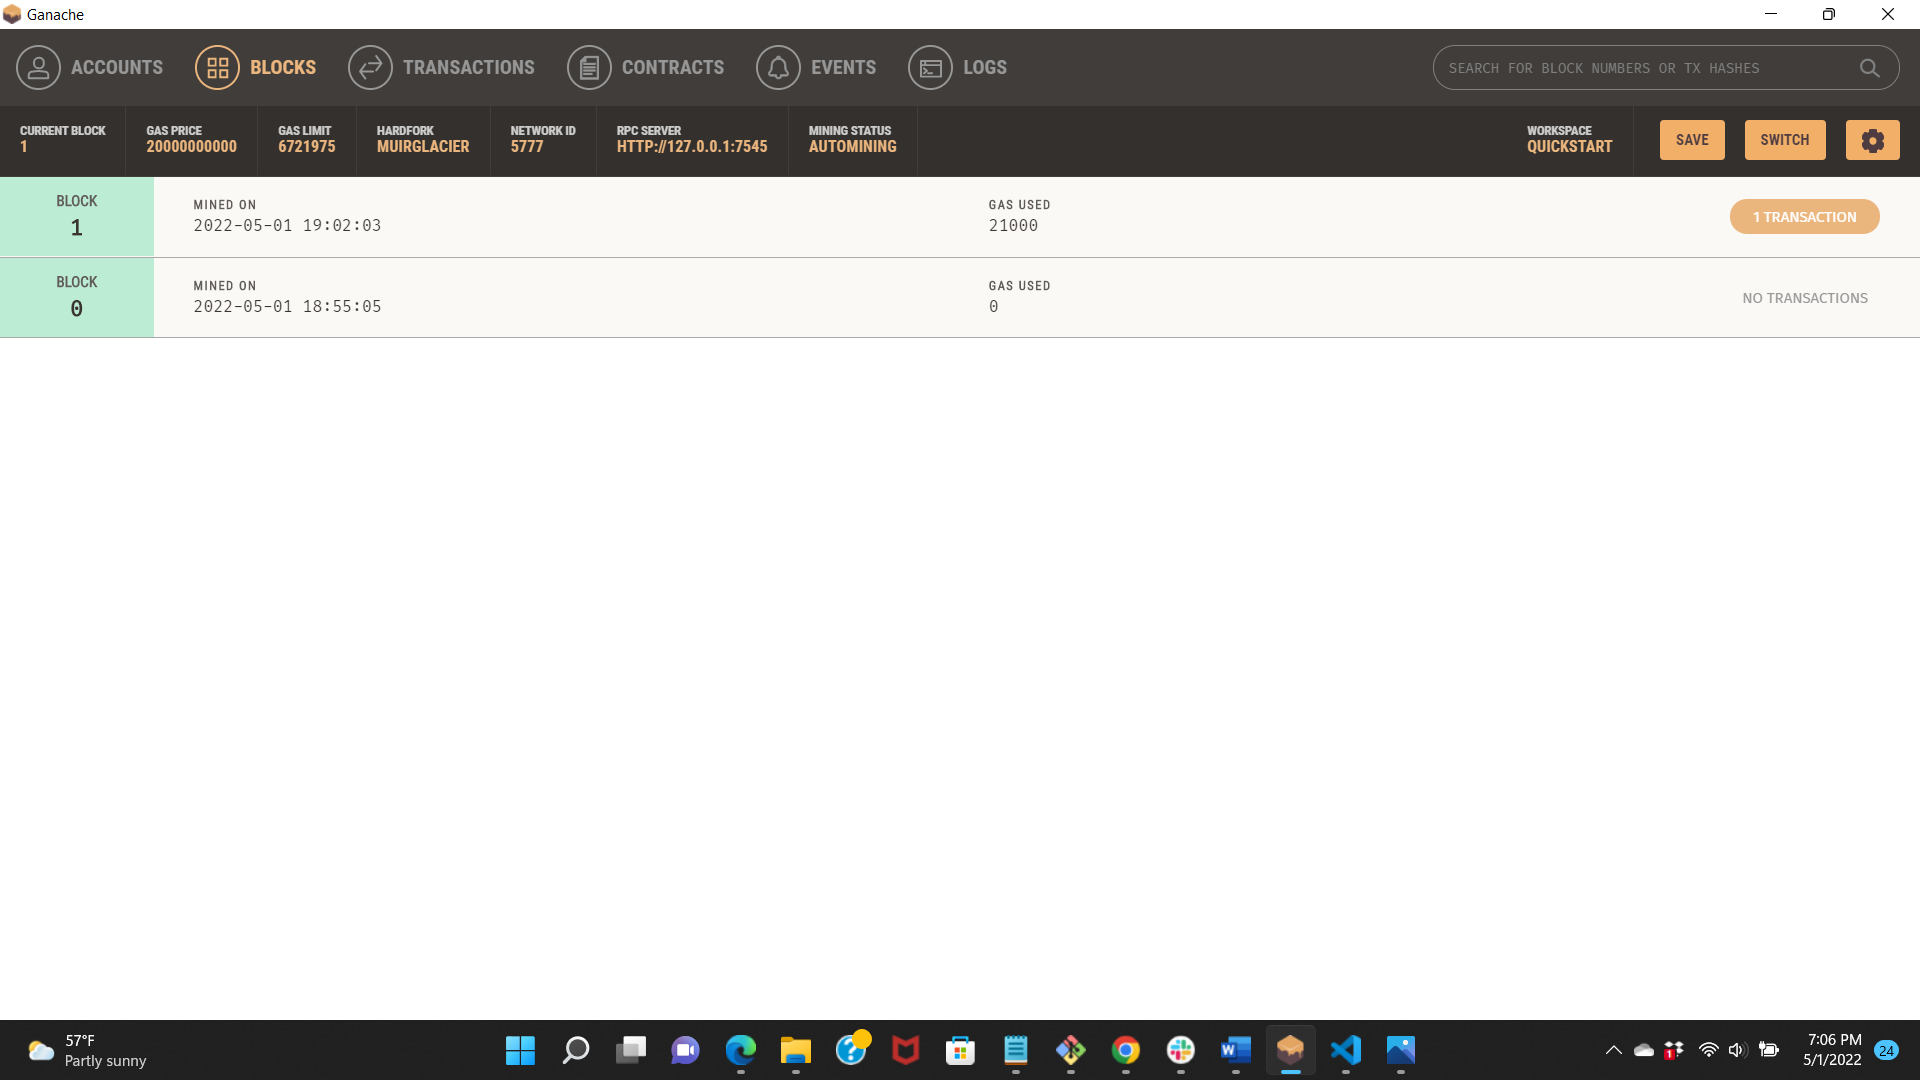 Ganache
ACCOUNTS BLOCKS TRANSACTIONS CONTRACTS EVENTS LOGS SEARCH FOR BLOCK NUMBERS OR TX HASHES
CURRENT BLOCK GAS PRICE GAS LIMIT HARDFORK NETWORK ID RPC SERVER MINING STATUS WORKSPACE
1 20000000000 6721975 MUIRGLACIER 5777 HTTP://127.0.0.1:7545 AUTOMINING QUICKSTART SAVE SWITCH
BLOCK MINED ON GAS USED
1 2022-05-01 19:02:03 21000 1 TRANSACTION
BLOCK MINED ON GAS USED
0 2022-05-01 18:55:05 0 NO TRANSACTIONS
57°F
Partly sunny
W
1
7:06 PM
5/1/2022
24